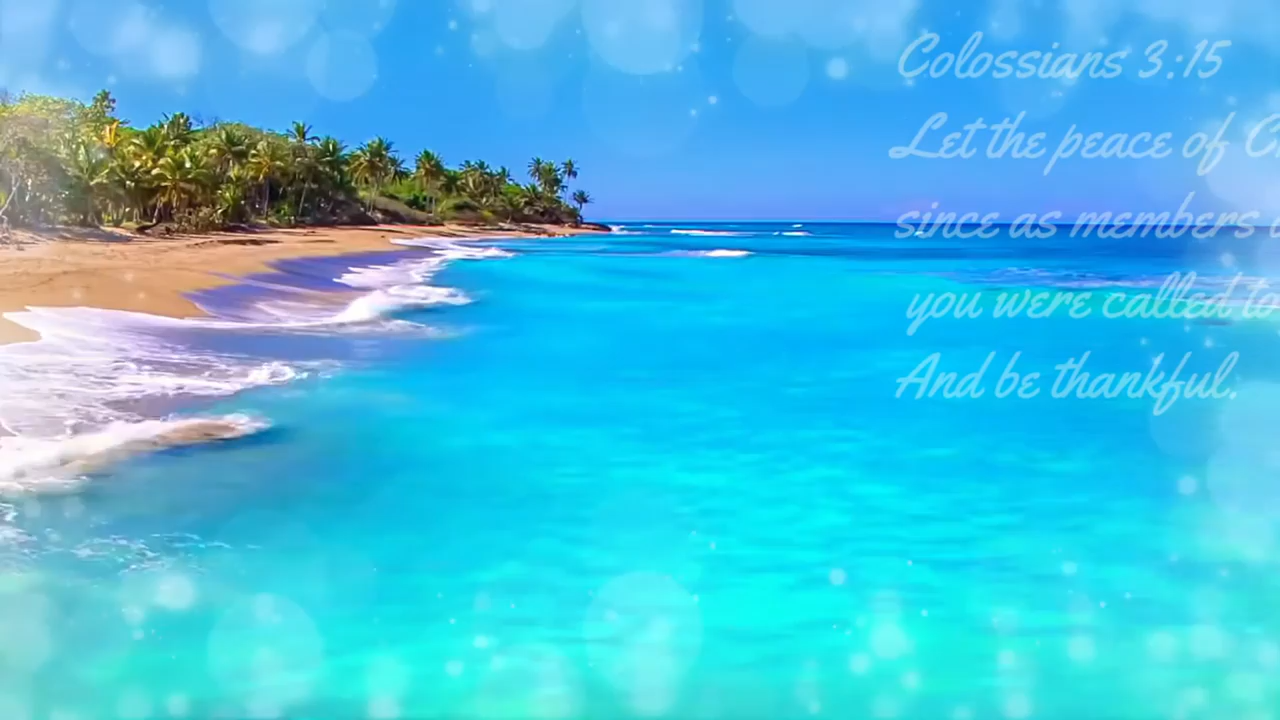 Colossians 3:15
Let the peace of C
since as members
you were called to
And be thankful.